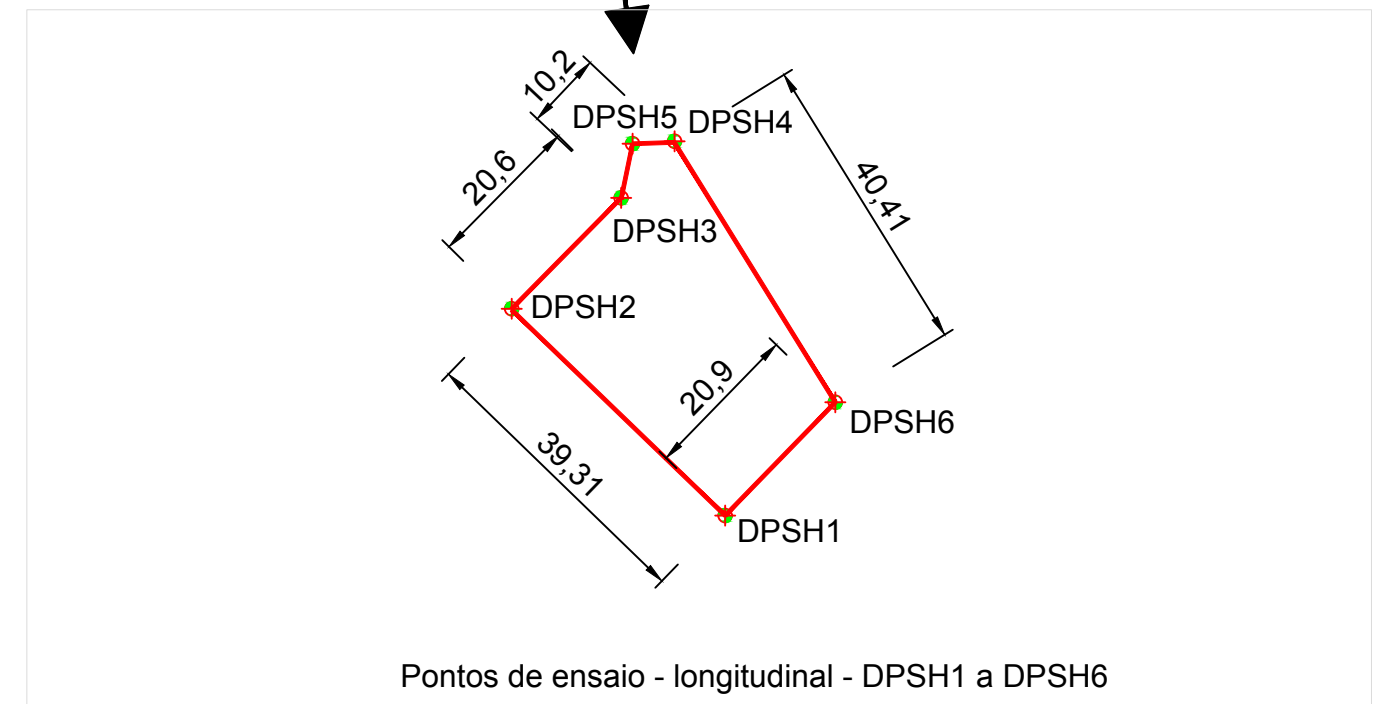 10,2
DPSH5
DPSH4
20,6
40,41
DPSH3
DPSH2
20,9
DPSH6
39,31
DPSH1
Pontos de ensaio - longitudinal - DPSH1 a DPSH6